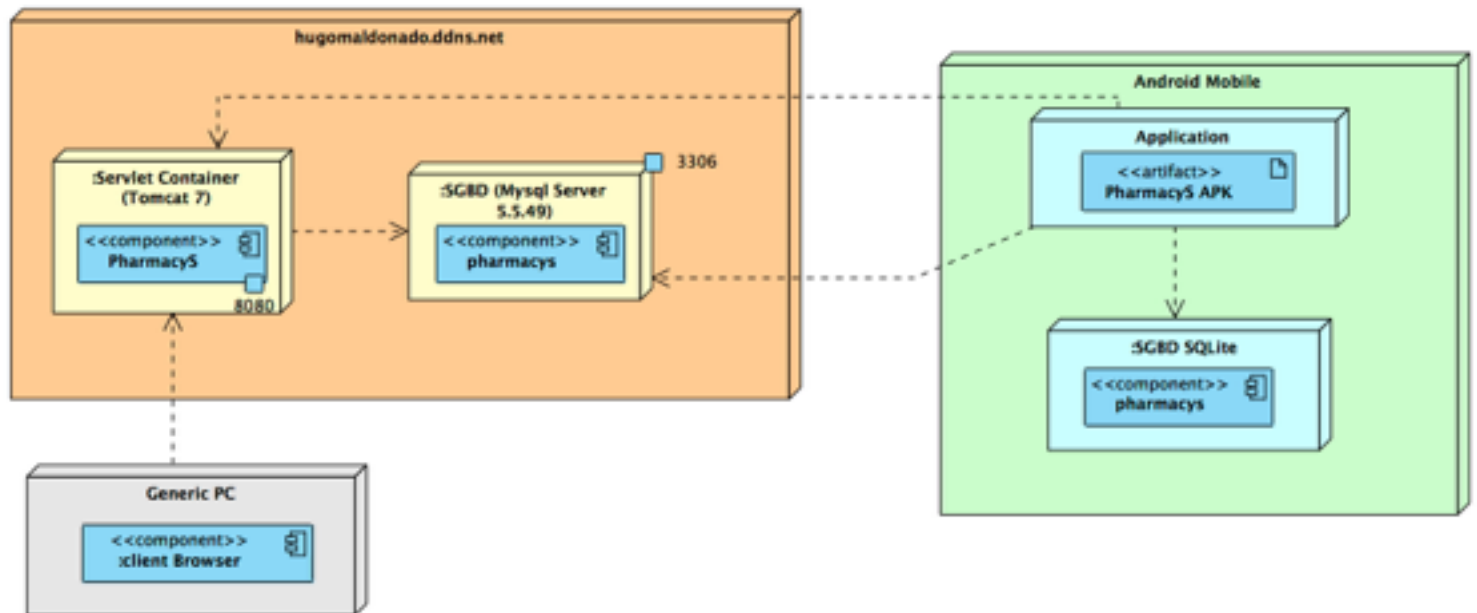 hugomaldonado.ddns.net
:Servlet Container
(Tomcat 7)
<<component>>
PharmacyS
8080
:SGBD (Mysql Server
5.5.49)
<<component>>
pharmacys
3306
Android Mobile
Application
<<artifact>>
PharmacyS APK
:SGBD SQLite
<<component>>
pharmacys
Generic PC
<<component>>
:client Browser